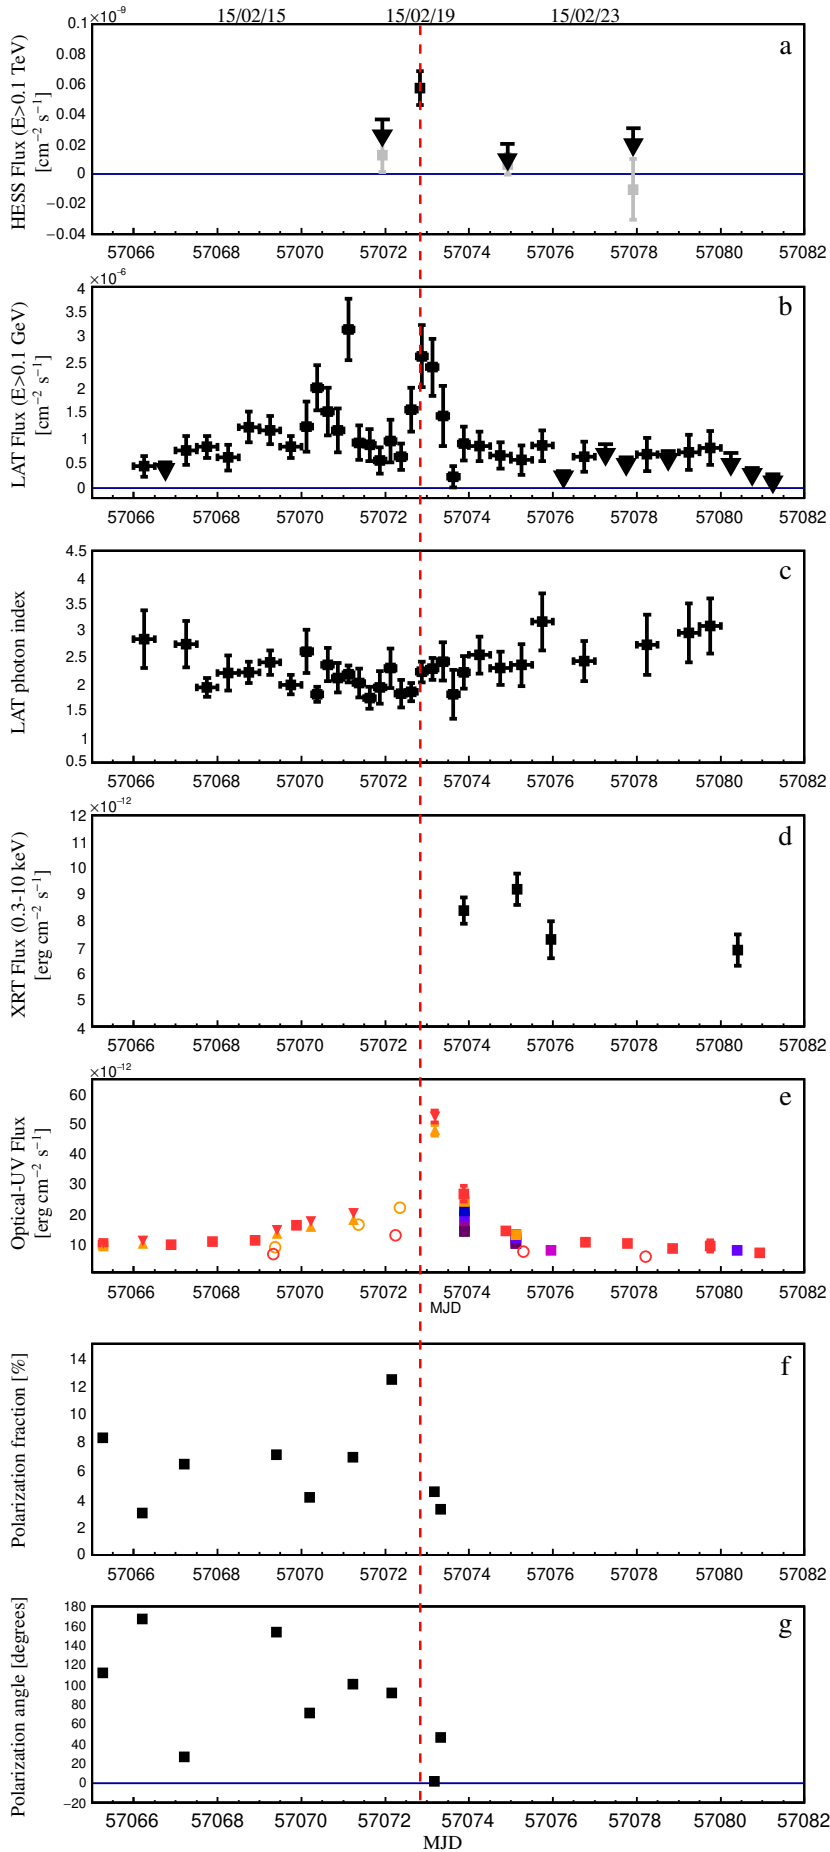 15/02/15 15/02/19 15/02/23
×10⁻⁹
HESS Flux (E>0.1 TeV)
[cm⁻² s⁻¹]
a
0.1
0.08
0.06
0.04
0.02
0
−0.02
−0.04
57066 57068 57070 57072 57074 57076 57078 57080 57082
×10⁻⁶
LAT Flux (E>0.1 GeV)
[cm⁻² s⁻¹]
b
4
3.5
3
2.5
2
1.5
1
0.5
0
57066 57068 57070 57072 57074 57076 57078 57080 57082
LAT photon index
c
4.5
4
3.5
3
2.5
2
1.5
1
0.5
57066 57068 57070 57072 57074 57076 57078 57080 57082
×10⁻¹²
XRT Flux (0.3-10 keV)
[erg cm⁻² s⁻¹]
d
12
11
10
9
8
7
6
5
4
57066 57068 57070 57072 57074 57076 57078 57080 57082
×10⁻¹²
Optical-UV Flux
[erg cm⁻² s⁻¹]
e
60
50
40
30
20
10
57066 57068 57070 57072 57074 57076 57078 57080 57082
MJD
Polarization fraction [%]
f
14
12
10
8
6
4
2
0
57066 57068 57070 57072 57074 57076 57078 57080 57082
Polarization angle [degrees]
g
180
160
140
120
100
80
60
40
20
0
−20
57066 57068 57070 57072 57074 57076 57078 57080 57082
MJD